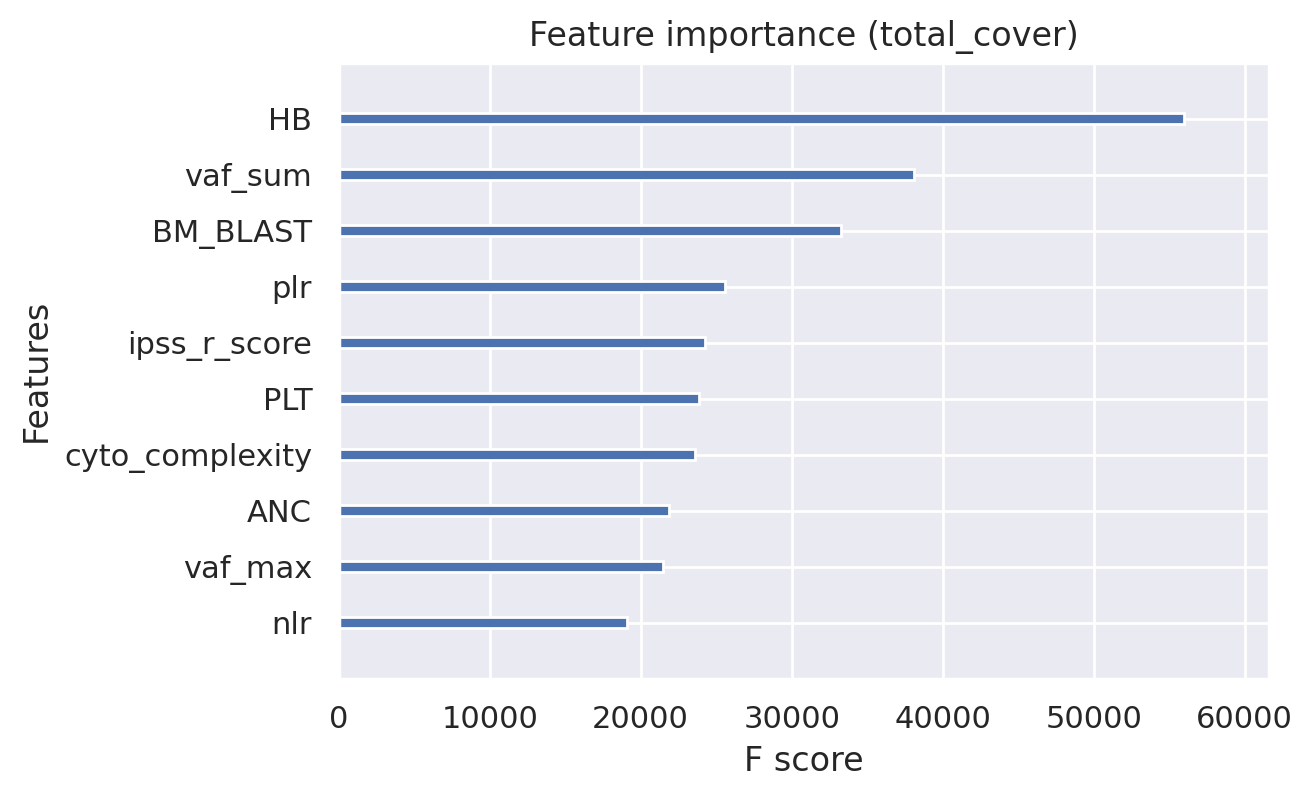 Feature importance (total_cover)
HB
vaf_sum
BM_BLAST
plr
ipss_r_score
PLT
cyto_complexity
ANC
vaf_max
nlr
Features
0 10000 20000 30000 40000 50000 60000
F score